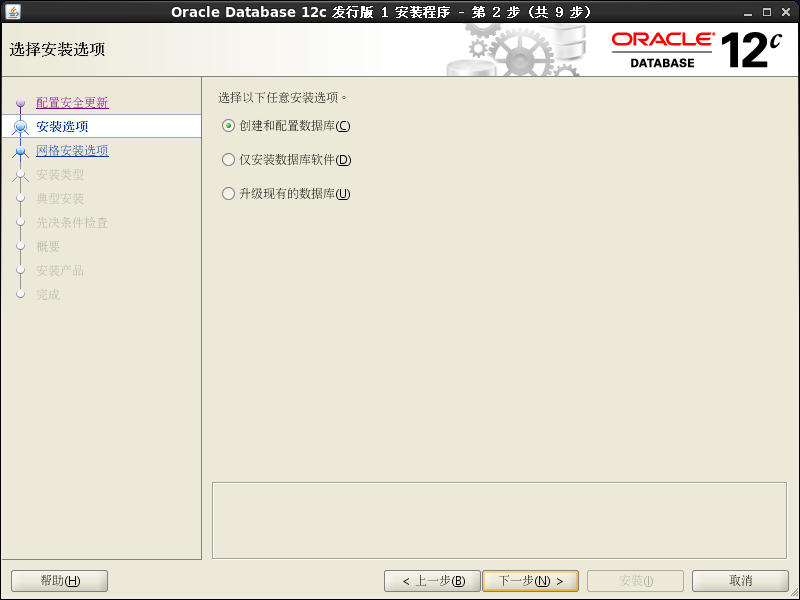 Oracle Database 12c 发行版 1 安装程序 - 第 2 步 (共 9 步)
选择安装选项
ORACLE®
DATABASE
12c
配置安全更新
安装选项
网格安装选项
安装类型
典型安装
先决条件检查
概要
安装产品
完成
选择以下任意安装选项。
创建和配置数据库(C)
仅安装数据库软件(D)
升级现有的数据库(U)
帮助(H)
< 上一步(B)
下一步(N) >
安装(I)
取消